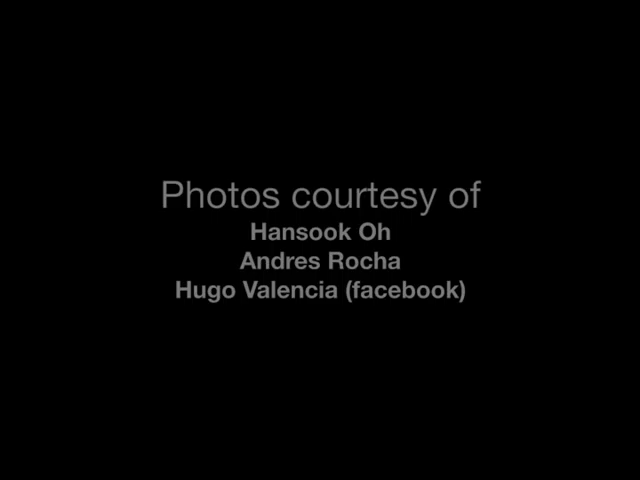 Photos courtesy of
Hansook Oh
Andres Rocha
Hugo Valencia (facebook)